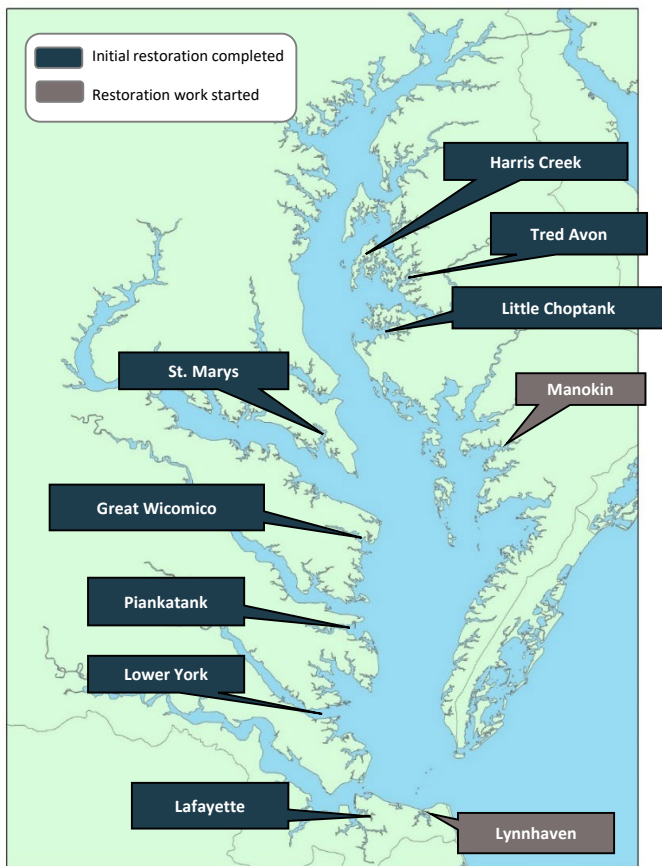 Initial restoration completed
Restoration work started
Harris Creek
Tred Avon
Little Choptank
St. Marys
Manokin
Great Wicomico
Piankatank
Lower York
Lafayette
Lynnhaven